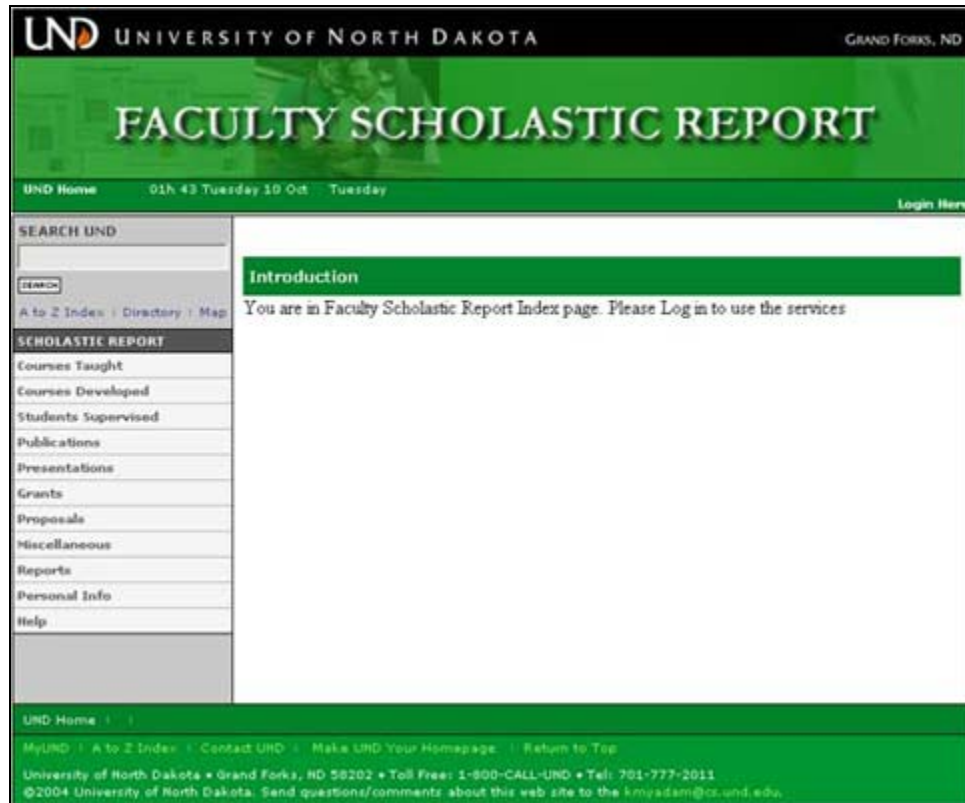 UND UNIVERSITY OF NORTH DAKOTA GRAND FORKS, ND
FACULTY SCHOLASTIC REPORT
UND Home 01h 43 Tuesday 10 Oct Tuesday
Login Here
SEARCH UND
SEARCH
A to Z Index | Directory | Map
SCHOLASTIC REPORT
Courses Taught
Courses Developed
Students Supervised
Publications
Presentations
Grants
Proposals
Miscellaneous
Reports
Personal Info
Help
Introduction
You are in Faculty Scholastic Report Index page. Please Log in to use the services
UND Home | |
MyUND | A to Z Index | Contact UND | Make UND Your Homepage | Return to Top
University of North Dakota • Grand Forks, ND 58202 • Toll Free: 1-800-CALL-UND • Tel: 701-777-2011
©2004 University of North Dakota. Send questions/comments about this web site to the kmyadam@cs.und.edu.